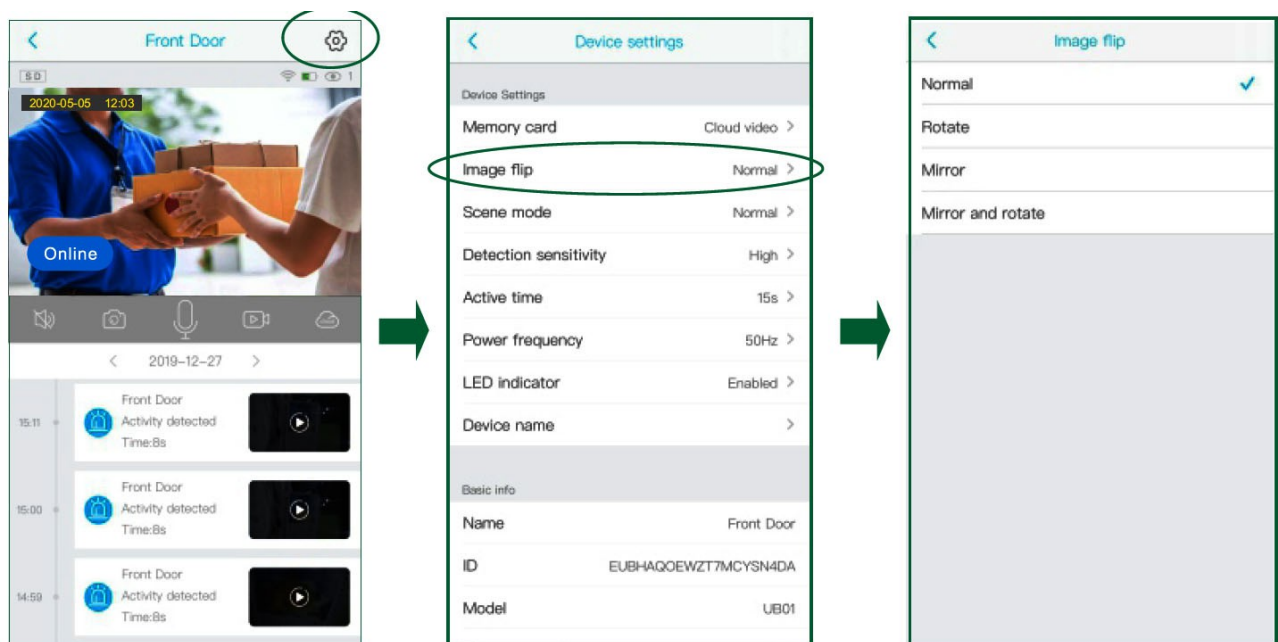 Front Door
SD
1
2020-05-05 12:03
Online
2019-12-27
15:11
Front Door
Activity detected
Time:8s
15:00
Front Door
Activity detected
Time:8s
14:59
Front Door
Activity detected
Time:8s
Device settings
Device Settings
Memory card Cloud video
Image flip Normal
Scene mode Normal
Detection sensitivity High
Active time 15s
Power frequency 50Hz
LED indicator Enabled
Device name
Basic info
Name Front Door
ID EUBHAQOEWZT7MCYSN4DA
Model UB01
Image flip
Normal
Rotate
Mirror
Mirror and rotate